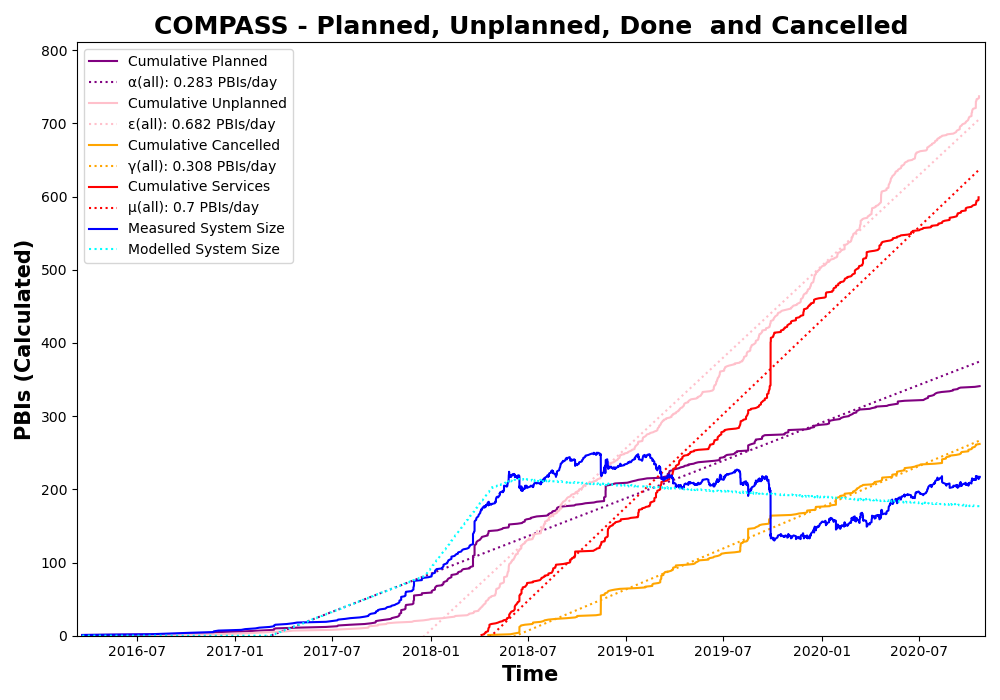 COMPASS - Planned, Unplanned, Done  and Cancelled
PBIs (Calculated)
800
700
600
500
400
300
200
100
0
Cumulative Planned
α(all): 0.283 PBIs/day
Cumulative Unplanned
ε(all): 0.682 PBIs/day
Cumulative Cancelled
γ(all): 0.308 PBIs/day
Cumulative Services
μ(all): 0.7 PBIs/day
Measured System Size
Modelled System Size
2016-07 2017-01 2017-07 2018-01 2018-07 2019-01 2019-07 2020-01 2020-07
Time